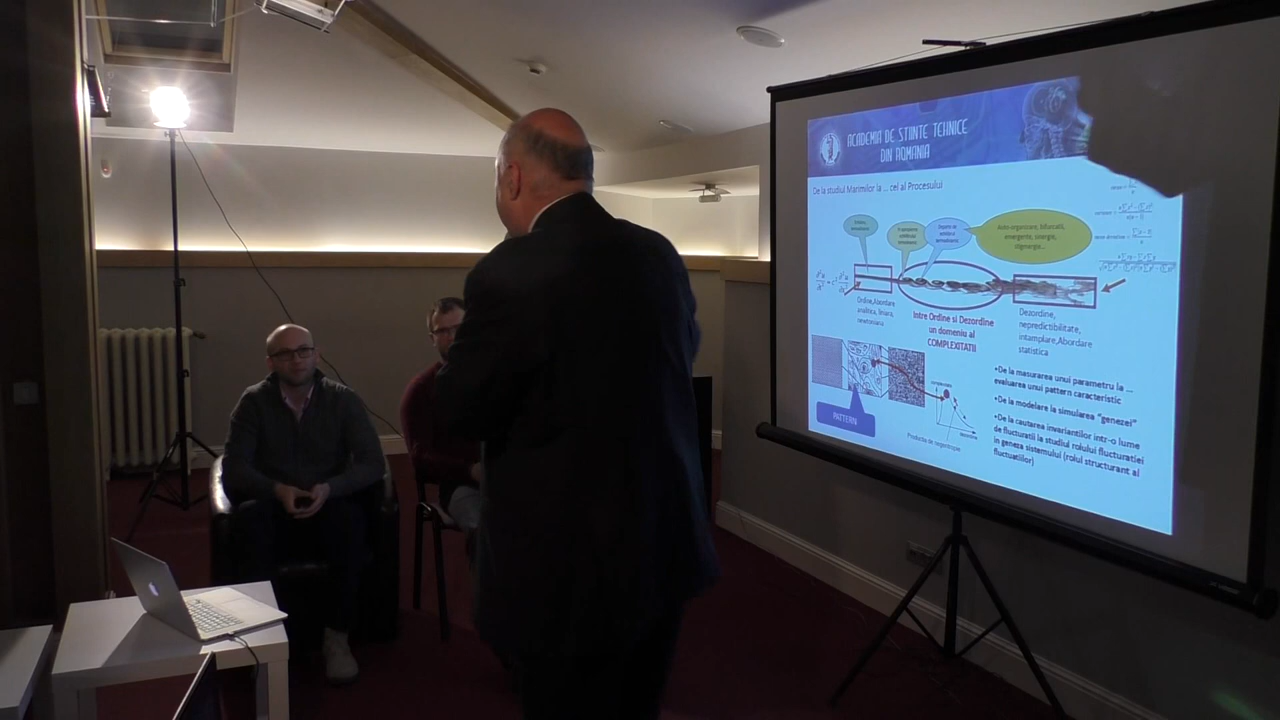 ACADEMIA DE STIINTE TEHNICE
DIN ROMANIA
De la studiul Marimilor la ... cel al Procesului
Auto-organizare, bifurcatii,
emergente, sinergie,
stigmergie...
Ordine,Abordare
analitica, liniara,
newtoniana
Intre Ordine si Dezordine
un domeniu al
COMPLEXITATII
Dezordine,
nepredictibilitate,
intamplare,Abordare
statistica
PATTERN
•De la masurarea unui parametru la ...
evaluarea unui pattern caracteristic
•De la modelare la simularea "genezei"
•De la cautarea invariantilor intr-o lume
de fluctuatii la studiul rolului fluctuatiei
in geneza sistemului (rolul structurant al
fluctuatiilor)